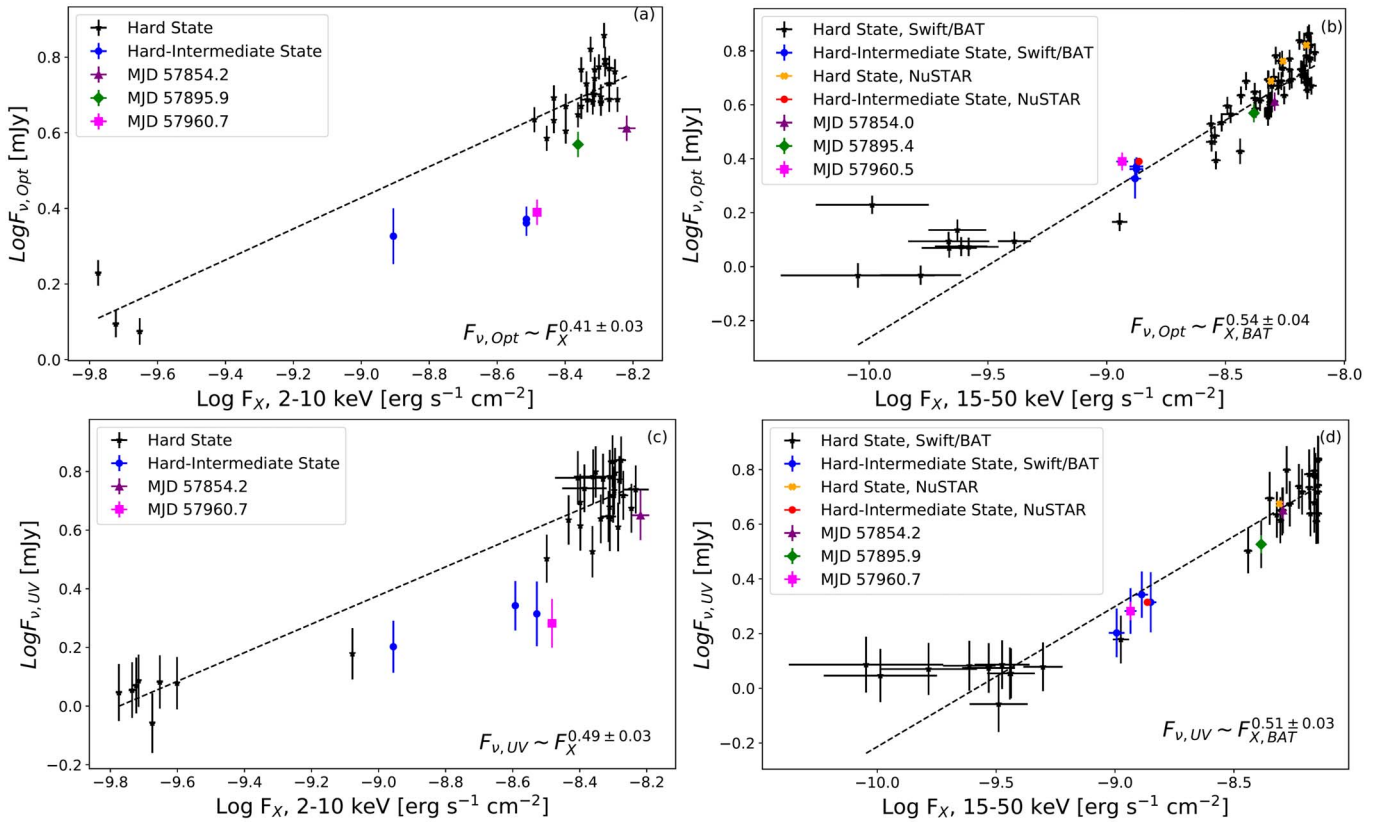 (a)
Hard State
Hard-Intermediate State
MJD 57854.2
MJD 57895.9
MJD 57960.7
0.8
0.6
0.4
0.2
0.0
LogF_{ν,Opt} [mJy]
F_{ν,Opt} ~ F_X^{0.41 ± 0.03}
−9.8 −9.6 −9.4 −9.2 −9.0 −8.8 −8.6 −8.4 −8.2
Log F_X, 2-10 keV [erg s^{−1} cm^{−2}]
(b)
Hard State, Swift/BAT
Hard-Intermediate State, Swift/BAT
Hard State, NuSTAR
Hard-Intermediate State, NuSTAR
MJD 57854.0
MJD 57895.4
MJD 57960.5
0.8
0.6
0.4
0.2
0.0
−0.2
LogF_{ν,Opt} [mJy]
F_{ν,Opt} ~ F_{X,BAT}^{0.54 ± 0.04}
−10.0 −9.5 −9.0 −8.5 −8.0
Log F_X, 15-50 keV [erg s^{−1} cm^{−2}]
(c)
Hard State
Hard-Intermediate State
MJD 57854.2
MJD 57960.7
0.8
0.6
0.4
0.2
0.0
−0.2
LogF_{ν,UV} [mJy]
F_{ν,UV} ~ F_X^{0.49 ± 0.03}
−9.8 −9.6 −9.4 −9.2 −9.0 −8.8 −8.6 −8.4 −8.2
Log F_X, 2-10 keV [erg s^{−1} cm^{−2}]
(d)
Hard State, Swift/BAT
Hard-Intermediate State, Swift/BAT
Hard State, NuSTAR
Hard-Intermediate State, NuSTAR
MJD 57854.2
MJD 57895.9
MJD 57960.7
0.8
0.6
0.4
0.2
0.0
−0.2
LogF_{ν,UV} [mJy]
F_{ν,UV} ~ F_{X,BAT}^{0.51 ± 0.03}
−10.0 −9.5 −9.0 −8.5
Log F_X, 15-50 keV [erg s^{−1} cm^{−2}]